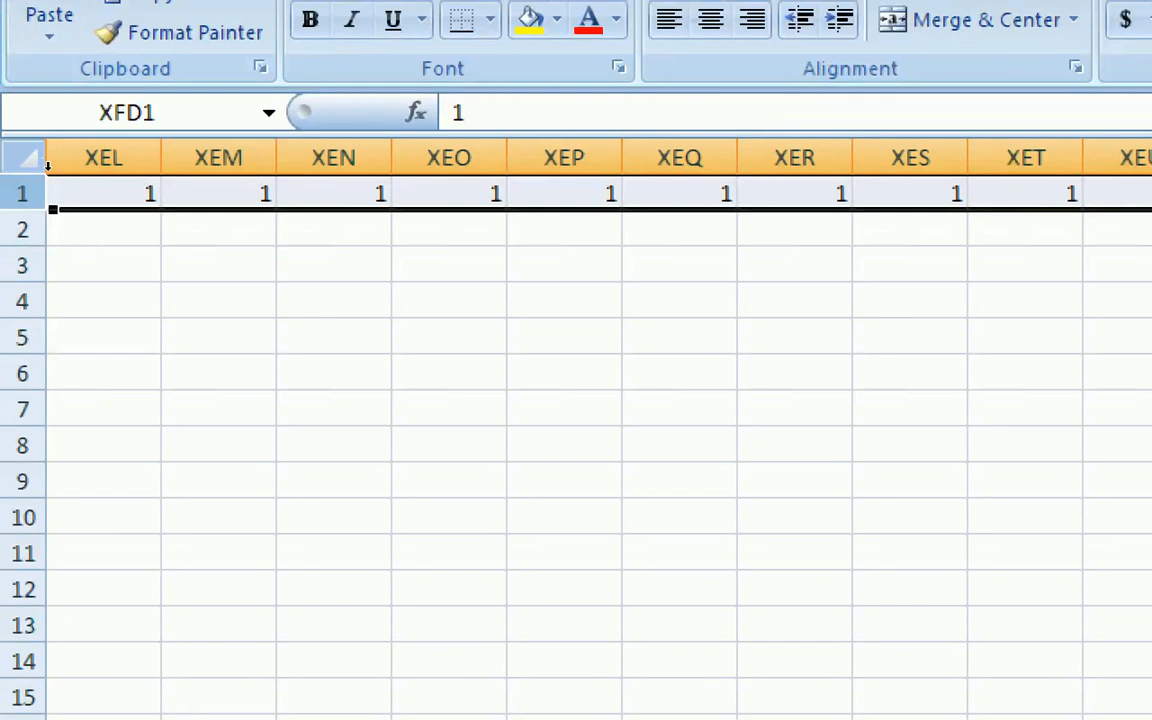 Paste
Format Painter
B I U A
Merge & Center
$
Clipboard
Font
Alignment
XFD1
fx
1
XEL XEM XEN XEO XEP XEQ XER XES XET
1 1 1 1 1 1 1 1 1 1
2
3
4
5
6
7
8
9
10
11
12
13
14
15